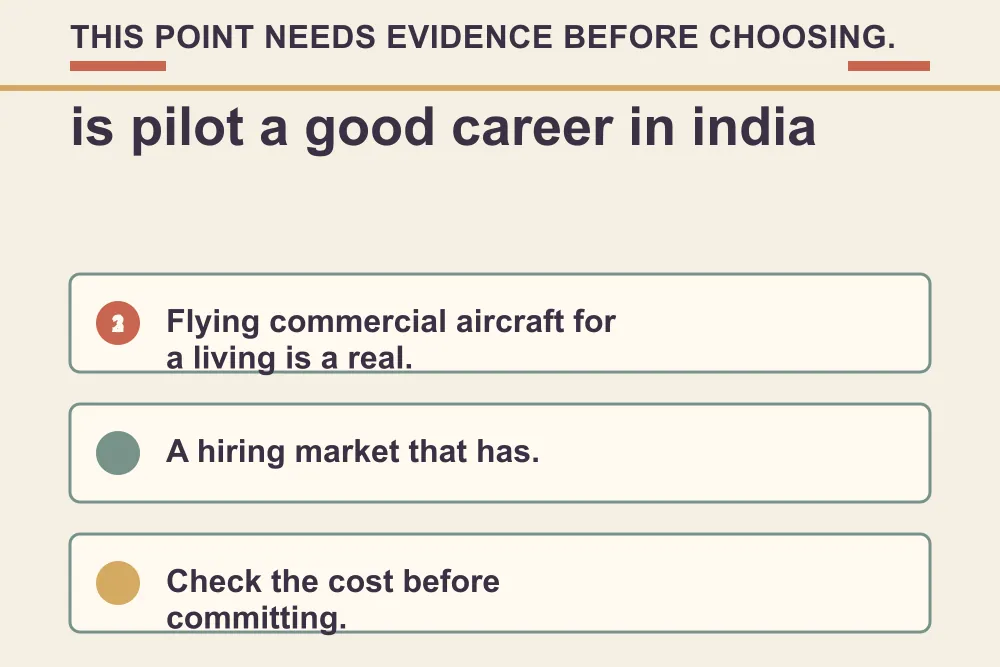 THIS POINT NEEDS EVIDENCE BEFORE CHOOSING.
is pilot a good career in india
Flying commercial aircraft for
a living is a real.
A hiring market that has.
Check the cost before
committing.